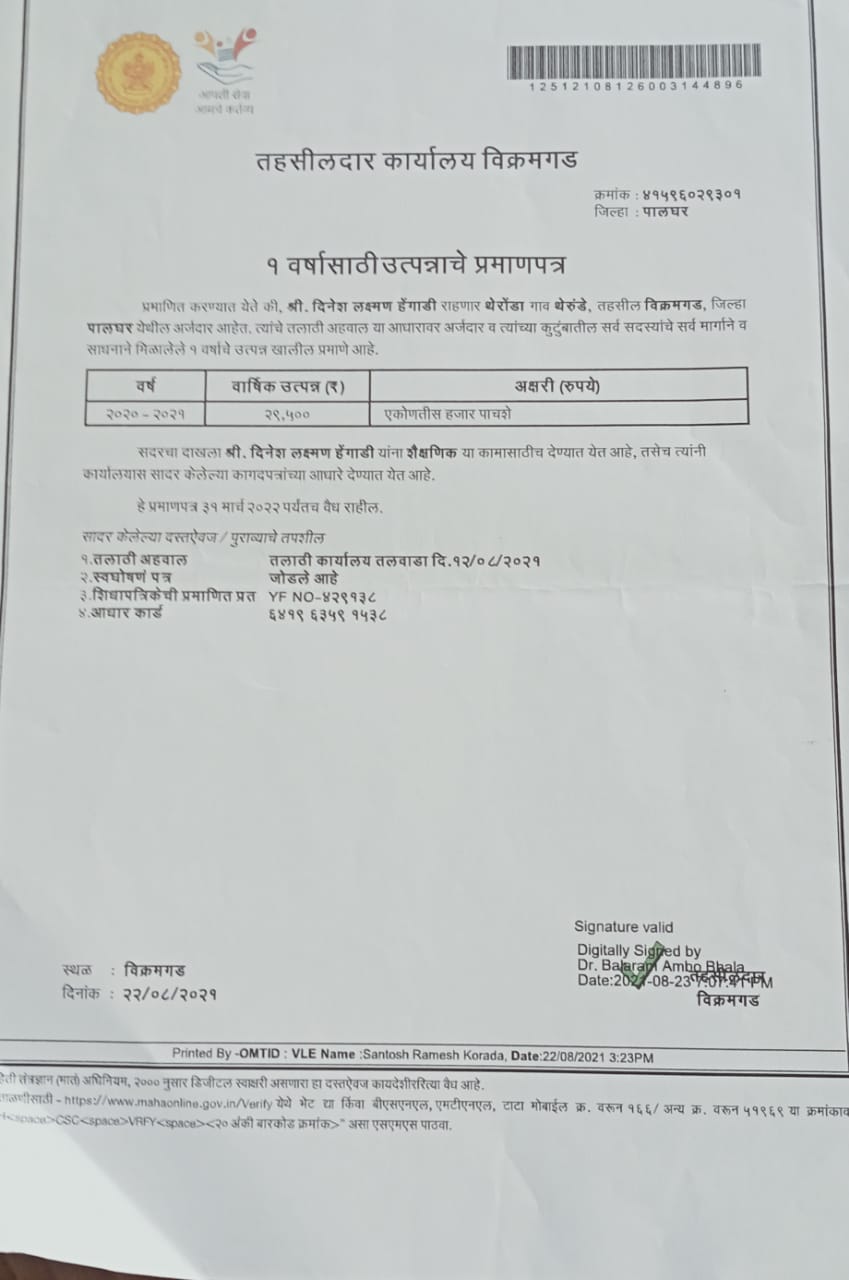 आपली सेवा
आमचे कर्तव्य
12512108126003144896
तहसीलदार कार्यालय विक्रमगड
क्रमांक : ४१५९६०२९३०१
जिल्हा : पालघर
१ वर्षासाठी उत्पन्नाचे प्रमाणपत्र
प्रमाणित करण्यात येते की, श्री. दिनेश लक्ष्मण हेंगाडी राहणार थेरोंडा गाव थेरुंडे, तहसील विक्रमगड, जिल्हा
पालघर येथील अर्जदार आहेत. त्यांचे तलाठी अहवाल या आधारावर अर्जदार व त्यांच्या कुटुंबातील सर्व सदस्यांचे सर्व मार्गाने व
साधनाने मिळालेले १ वर्षाचे उत्पन्न खालील प्रमाणे आहे.
वर्ष वार्षिक उत्पन्न (₹) अक्षरी (रुपये)
२०२० - २०२१ २९,५०० एकोणतीस हजार पाचशे
सदरचा दाखला श्री. दिनेश लक्ष्मण हेंगाडी यांना शैक्षणिक या कामासाठीच देण्यात येत आहे, तसेच त्यांनी
कार्यालयास सादर केलेल्या कागदपत्रांच्या आधारे देण्यात येत आहे.
हे प्रमाणपत्र ३१ मार्च २०२२ पर्यंतच वैध राहील.
सादर केलेल्या दस्तऐवज / पुराव्याचे तपशील
१.तलाठी अहवाल तलाठी कार्यालय तलवाडा दि.१२/०८/२०२१
२.स्वघोषणं पत्र जोडले आहे
३.शिधापत्रिकेची प्रमाणित प्रत YF NO-४२९१३८
४.आधार कार्ड ६४१९ ६३५९ १५३८
Signature valid
Digitally Signed by
Dr. Balaram Ambo Bhala
Date:2021-08-23
तहसीलदार
विक्रमगड
स्थळ : विक्रमगड
दिनांक : २२/०८/२०२१
Printed By -OMTID : VLE Name :Santosh Ramesh Korada, Date:22/08/2021 3:23PM
तंत्रज्ञान (माहिती) अधिनियम, २००० नुसार डिजीटल स्वाक्षरी असणारा हा दस्तऐवज कायदेशीररित्या वैध आहे.
- https://www.mahaonline.gov.in/Verify येथे भेट द्या किंवा बीएसएनएल, एमटीएनएल, टाटा मोबाईल क्र. वरून १६६/ अन्य क्र. वरून ५१९६९ या क्रमांकाव
<space>CSC<space>VRFY<space><२० अंकी बारकोड क्रमांक>" असा एसएमएस पाठवा.